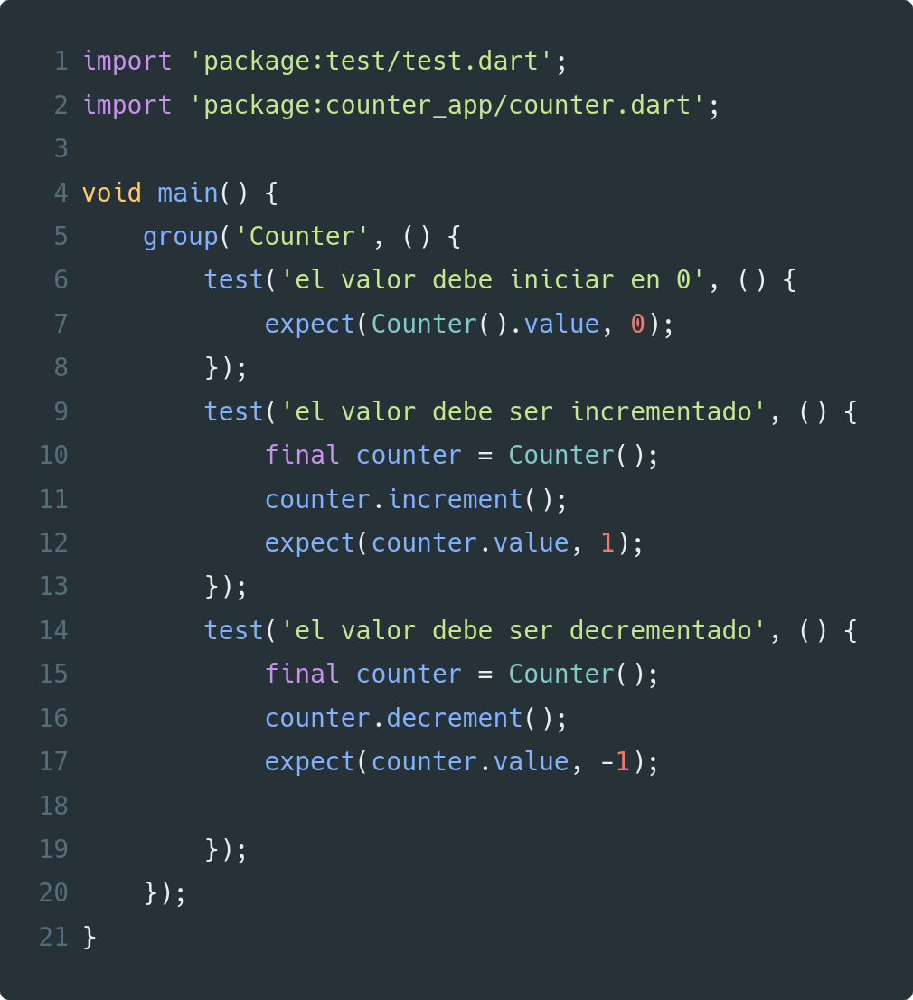 1 import 'package:test/test.dart';
2 import 'package:counter_app/counter.dart';
3
4 void main() {
5     group('Counter', () {
6         test('el valor debe iniciar en 0', () {
7             expect(Counter().value, 0);
8         });
9         test('el valor debe ser incrementado', () {
10             final counter = Counter();
11             counter.increment();
12             expect(counter.value, 1);
13         });
14         test('el valor debe ser decrementado', () {
15             final counter = Counter();
16             counter.decrement();
17             expect(counter.value, -1);
18
19         });
20     });
21 }